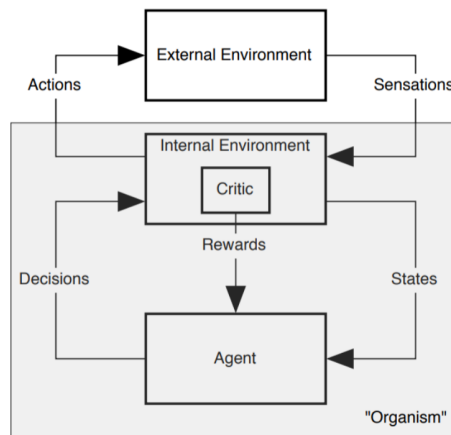 External Environment
Actions
Sensations
Internal Environment
Critic
Rewards
Decisions
States
Agent
"Organism"